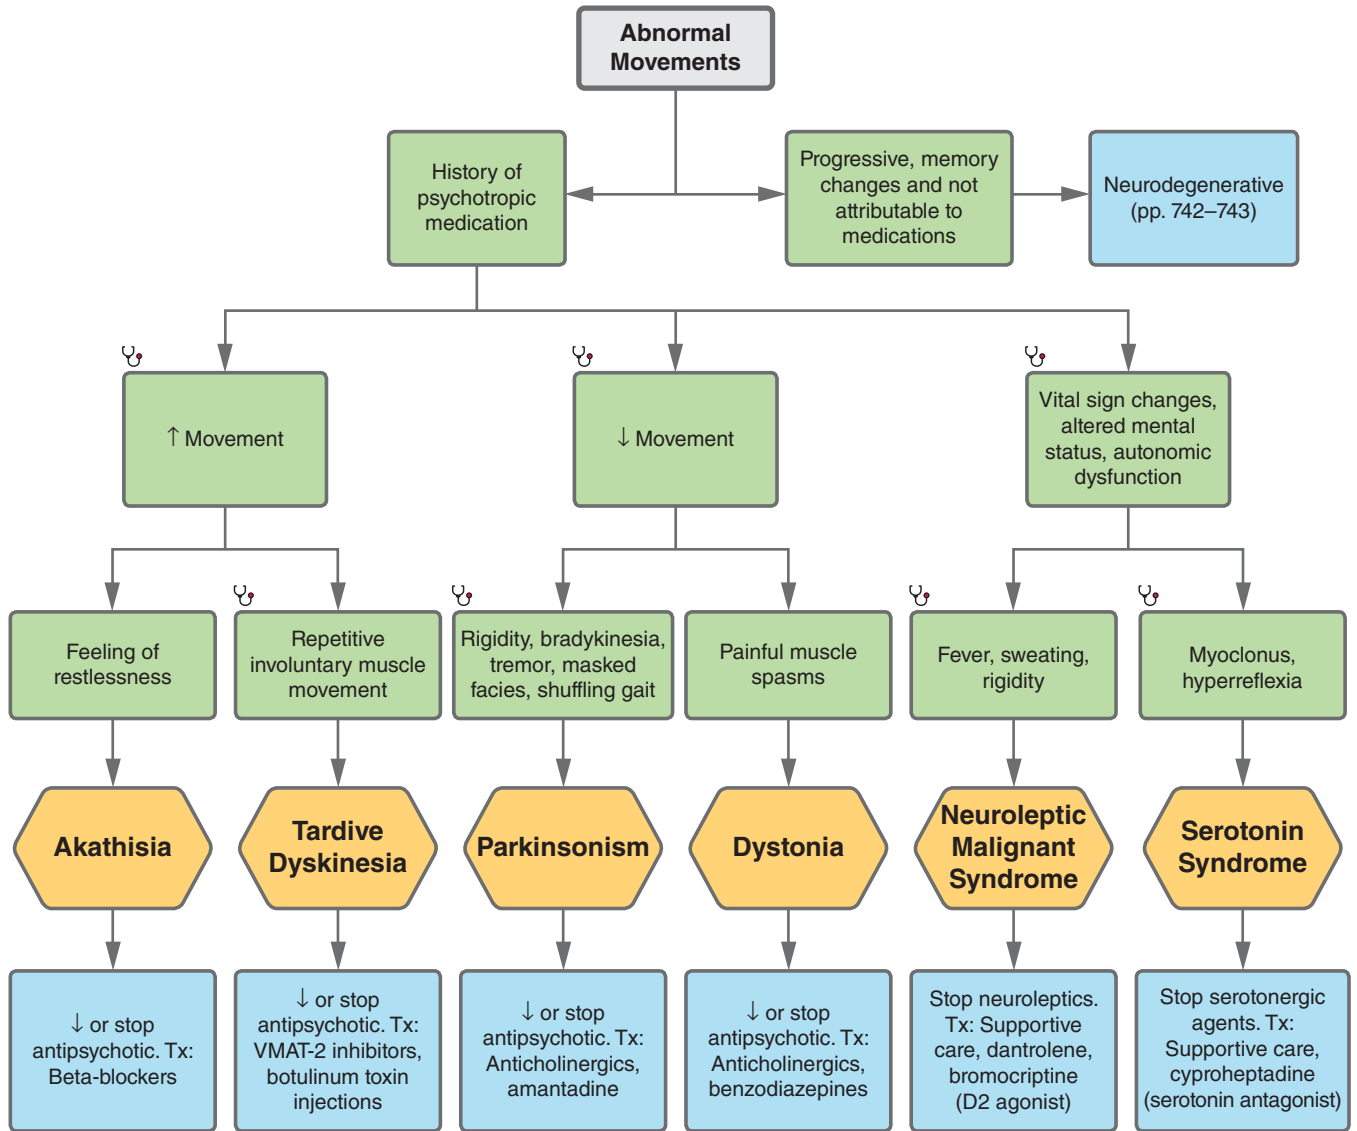 Abnormal
Movements
History of
psychotropic
medication
Progressive, memory
changes and not
attributable to
medications
Neurodegenerative
(pp. 742–743)
↑ Movement
↓ Movement
Vital sign changes,
altered mental
status, autonomic
dysfunction
Feeling of
restlessness
Repetitive
involuntary muscle
movement
Rigidity, bradykinesia,
tremor, masked
facies, shuffling gait
Painful muscle
spasms
Fever, sweating,
rigidity
Myoclonus,
hyperreflexia
Akathisia
Tardive
Dyskinesia
Parkinsonism
Dystonia
Neuroleptic
Malignant
Syndrome
Serotonin
Syndrome
↓ or stop
antipsychotic. Tx:
Beta-blockers
↓ or stop
antipsychotic. Tx:
VMAT-2 inhibitors,
botulinum toxin
injections
↓ or stop
antipsychotic. Tx:
Anticholinergics,
amantadine
↓ or stop
antipsychotic. Tx:
Anticholinergics,
benzodiazepines
Stop neuroleptics.
Tx: Supportive
care, dantrolene,
bromocriptine
(D2 agonist)
Stop serotonergic
agents. Tx:
Supportive care,
cyproheptadine
(serotonin antagonist)